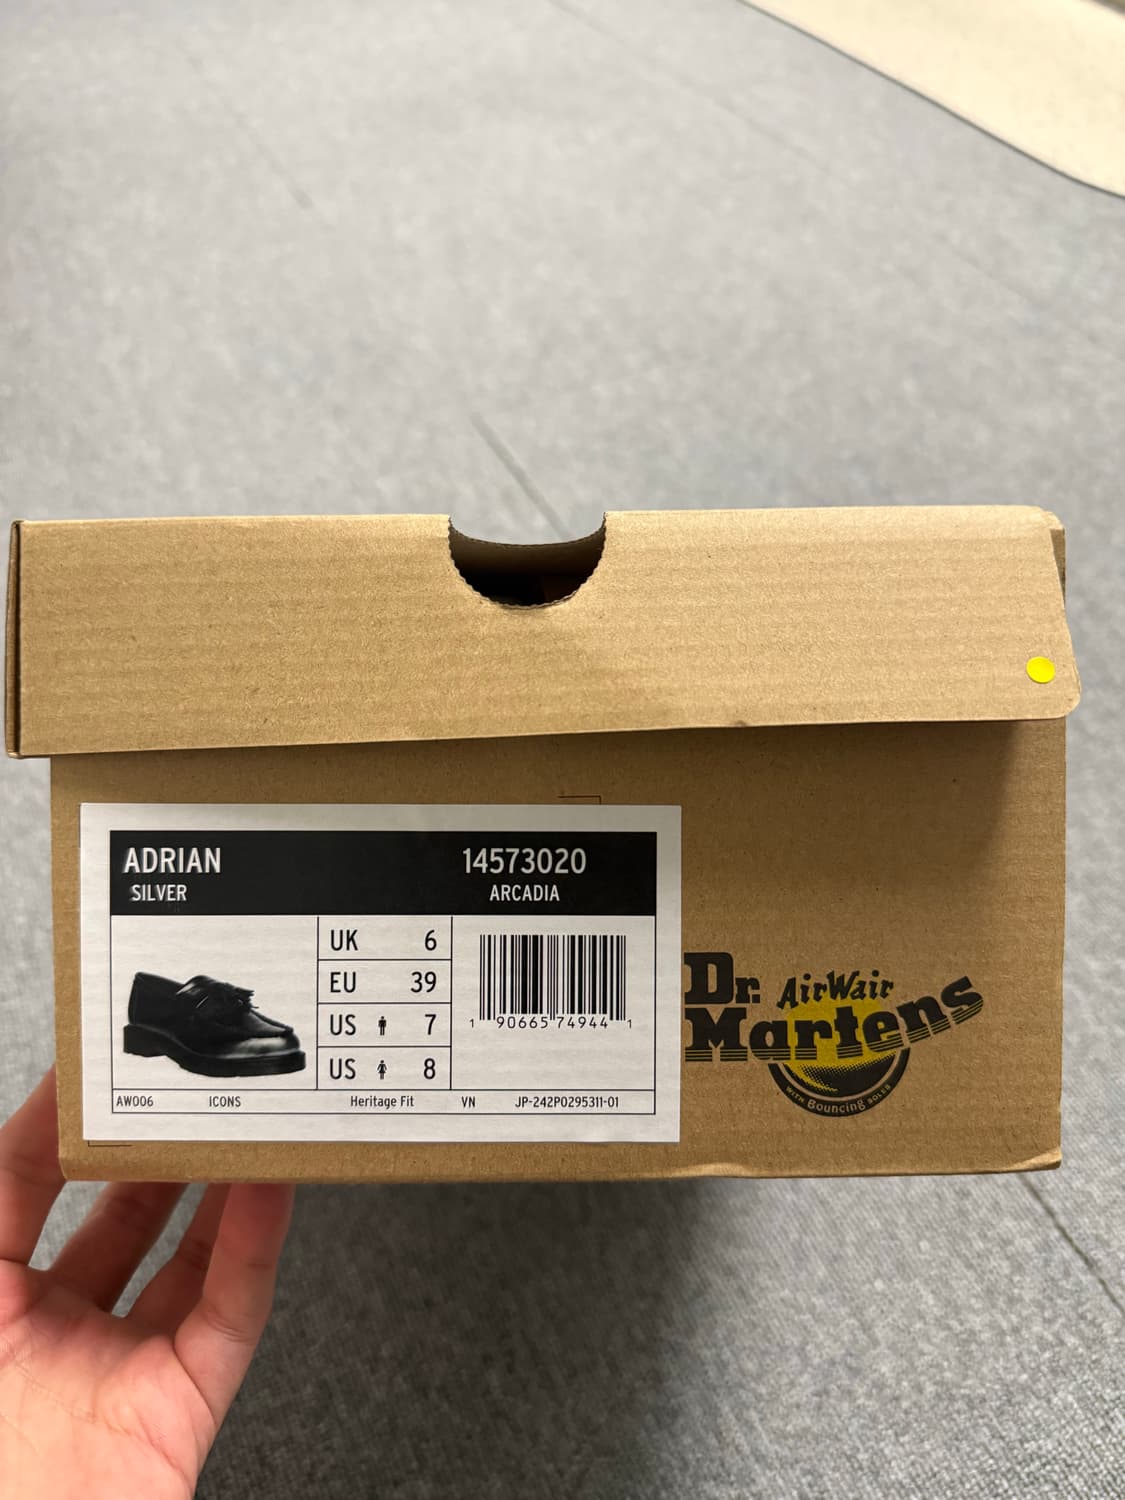 ADRIAN 14573020
SILVER ARCADIA
UK 6
EU 39
US 7
US 8
1 90665 74944 1
AW006 ICONS Heritage Fit VN JP-242P0295311-01
Dr. AirWair
Martens
WITH Bouncing SOLES